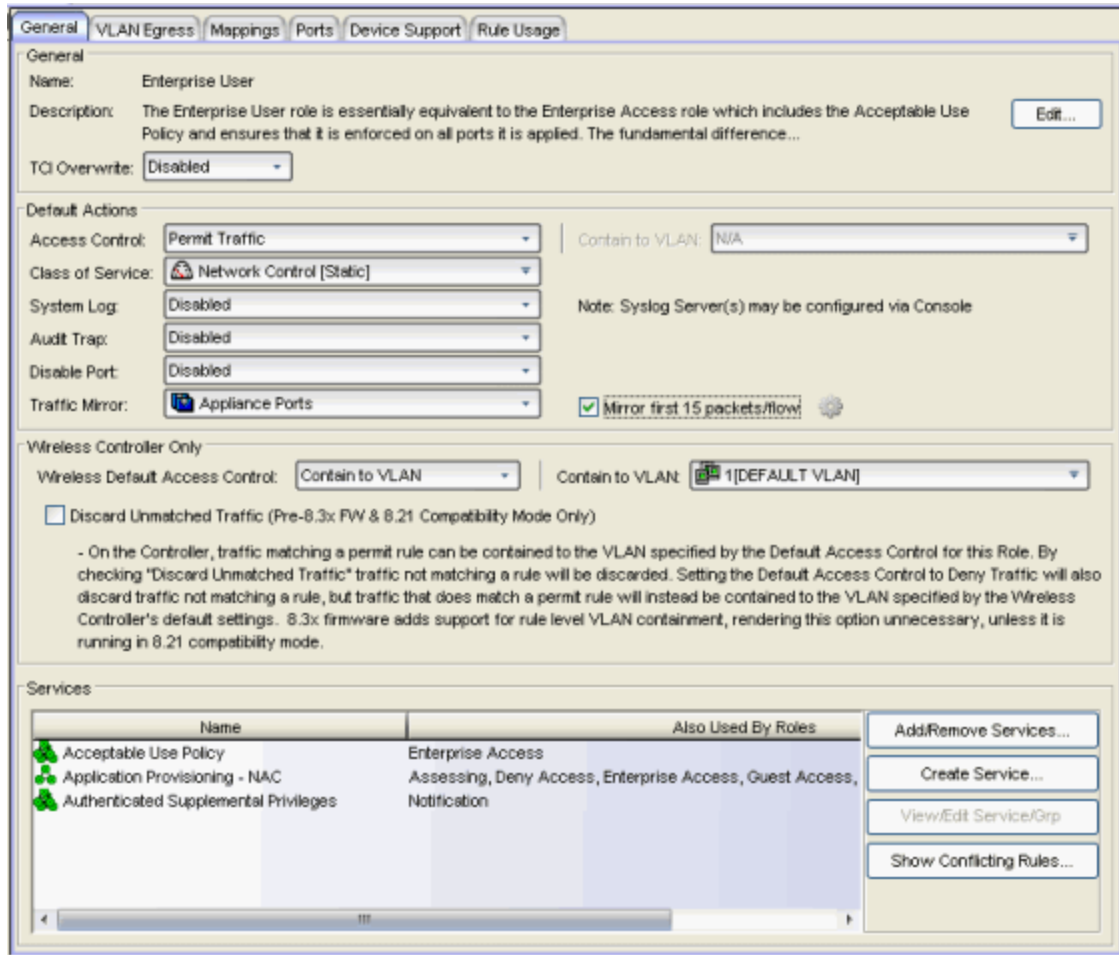 General VLAN Egress Mappings Ports Device Support Rule Usage
General
Name: Enterprise User
Description: The Enterprise User role is essentially equivalent to the Enterprise Access role which includes the Acceptable Use
Policy and ensures that it is enforced on all ports it is applied. The fundamental difference...
Edit...
TCI Overwrite: Disabled
Default Actions
Access Control: Permit Traffic Contain to VLAN: N/A
Class of Service: Network Control [Static]
System Log: Disabled Note: Syslog Server(s) may be configured via Console
Audit Trap: Disabled
Disable Port: Disabled
Traffic Mirror: Appliance Ports Mirror first 15 packets/flow
Wireless Controller Only
Wireless Default Access Control: Contain to VLAN Contain to VLAN: 1[DEFAULT VLAN]
Discard Unmatched Traffic (Pre-8.3x FW & 8.21 Compatibility Mode Only)
- On the Controller, traffic matching a permit rule can be contained to the VLAN specified by the Default Access Control for this Role. By
checking "Discard Unmatched Traffic" traffic not matching a rule will be discarded. Setting the Default Access Control to Deny Traffic will also
discard traffic not matching a rule, but traffic that does match a permit rule will instead be contained to the VLAN specified by the Wireless
Controller's default settings. 8.3x firmware adds support for rule level VLAN containment, rendering this option unnecessary, unless it is
running in 8.21 compatibility mode.
Services
Name Also Used By Roles
Acceptable Use Policy Enterprise Access
Application Provisioning - NAC Assessing, Deny Access, Enterprise Access, Guest Access,
Authenticated Supplemental Privileges Notification
Add/Remove Services...
Create Service...
View/Edit Service/Grp
Show Conflicting Rules...